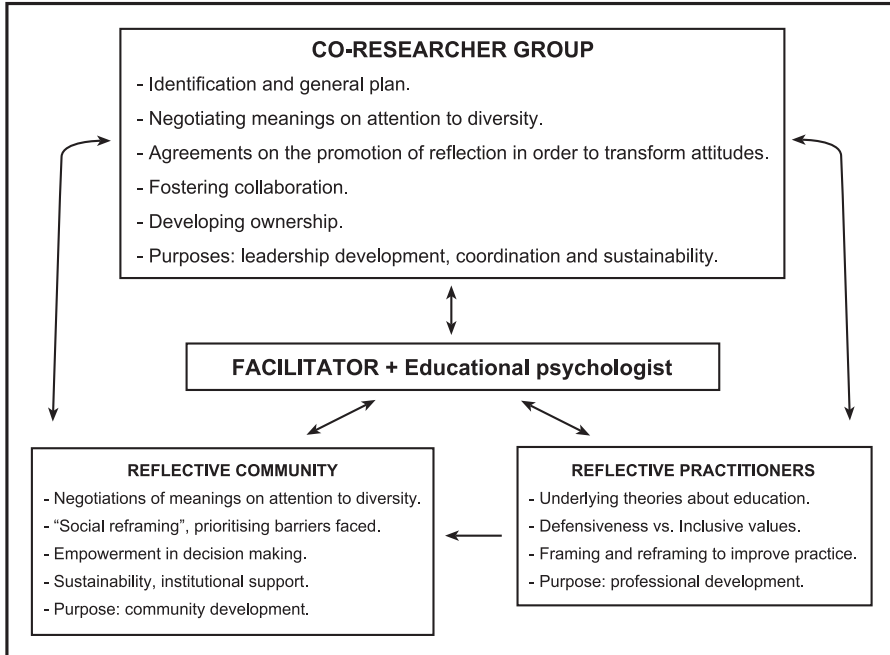 CO-RESEARCHER GROUP
- Identification and general plan.
- Negotiating meanings on attention to diversity.
- Agreements on the promotion of reflection in order to transform attitudes.
- Fostering collaboration.
- Developing ownership.
- Purposes: leadership development, coordination and sustainability.
FACILITATOR + Educational psychologist
REFLECTIVE COMMUNITY
- Negotiations of meanings on attention to diversity.
- “Social reframing”, prioritising barriers faced.
- Empowerment in decision making.
- Sustainability, institutional support.
- Purpose: community development.
REFLECTIVE PRACTITIONERS
- Underlying theories about education.
- Defensiveness vs. Inclusive values.
- Framing and reframing to improve practice.
- Purpose: professional development.